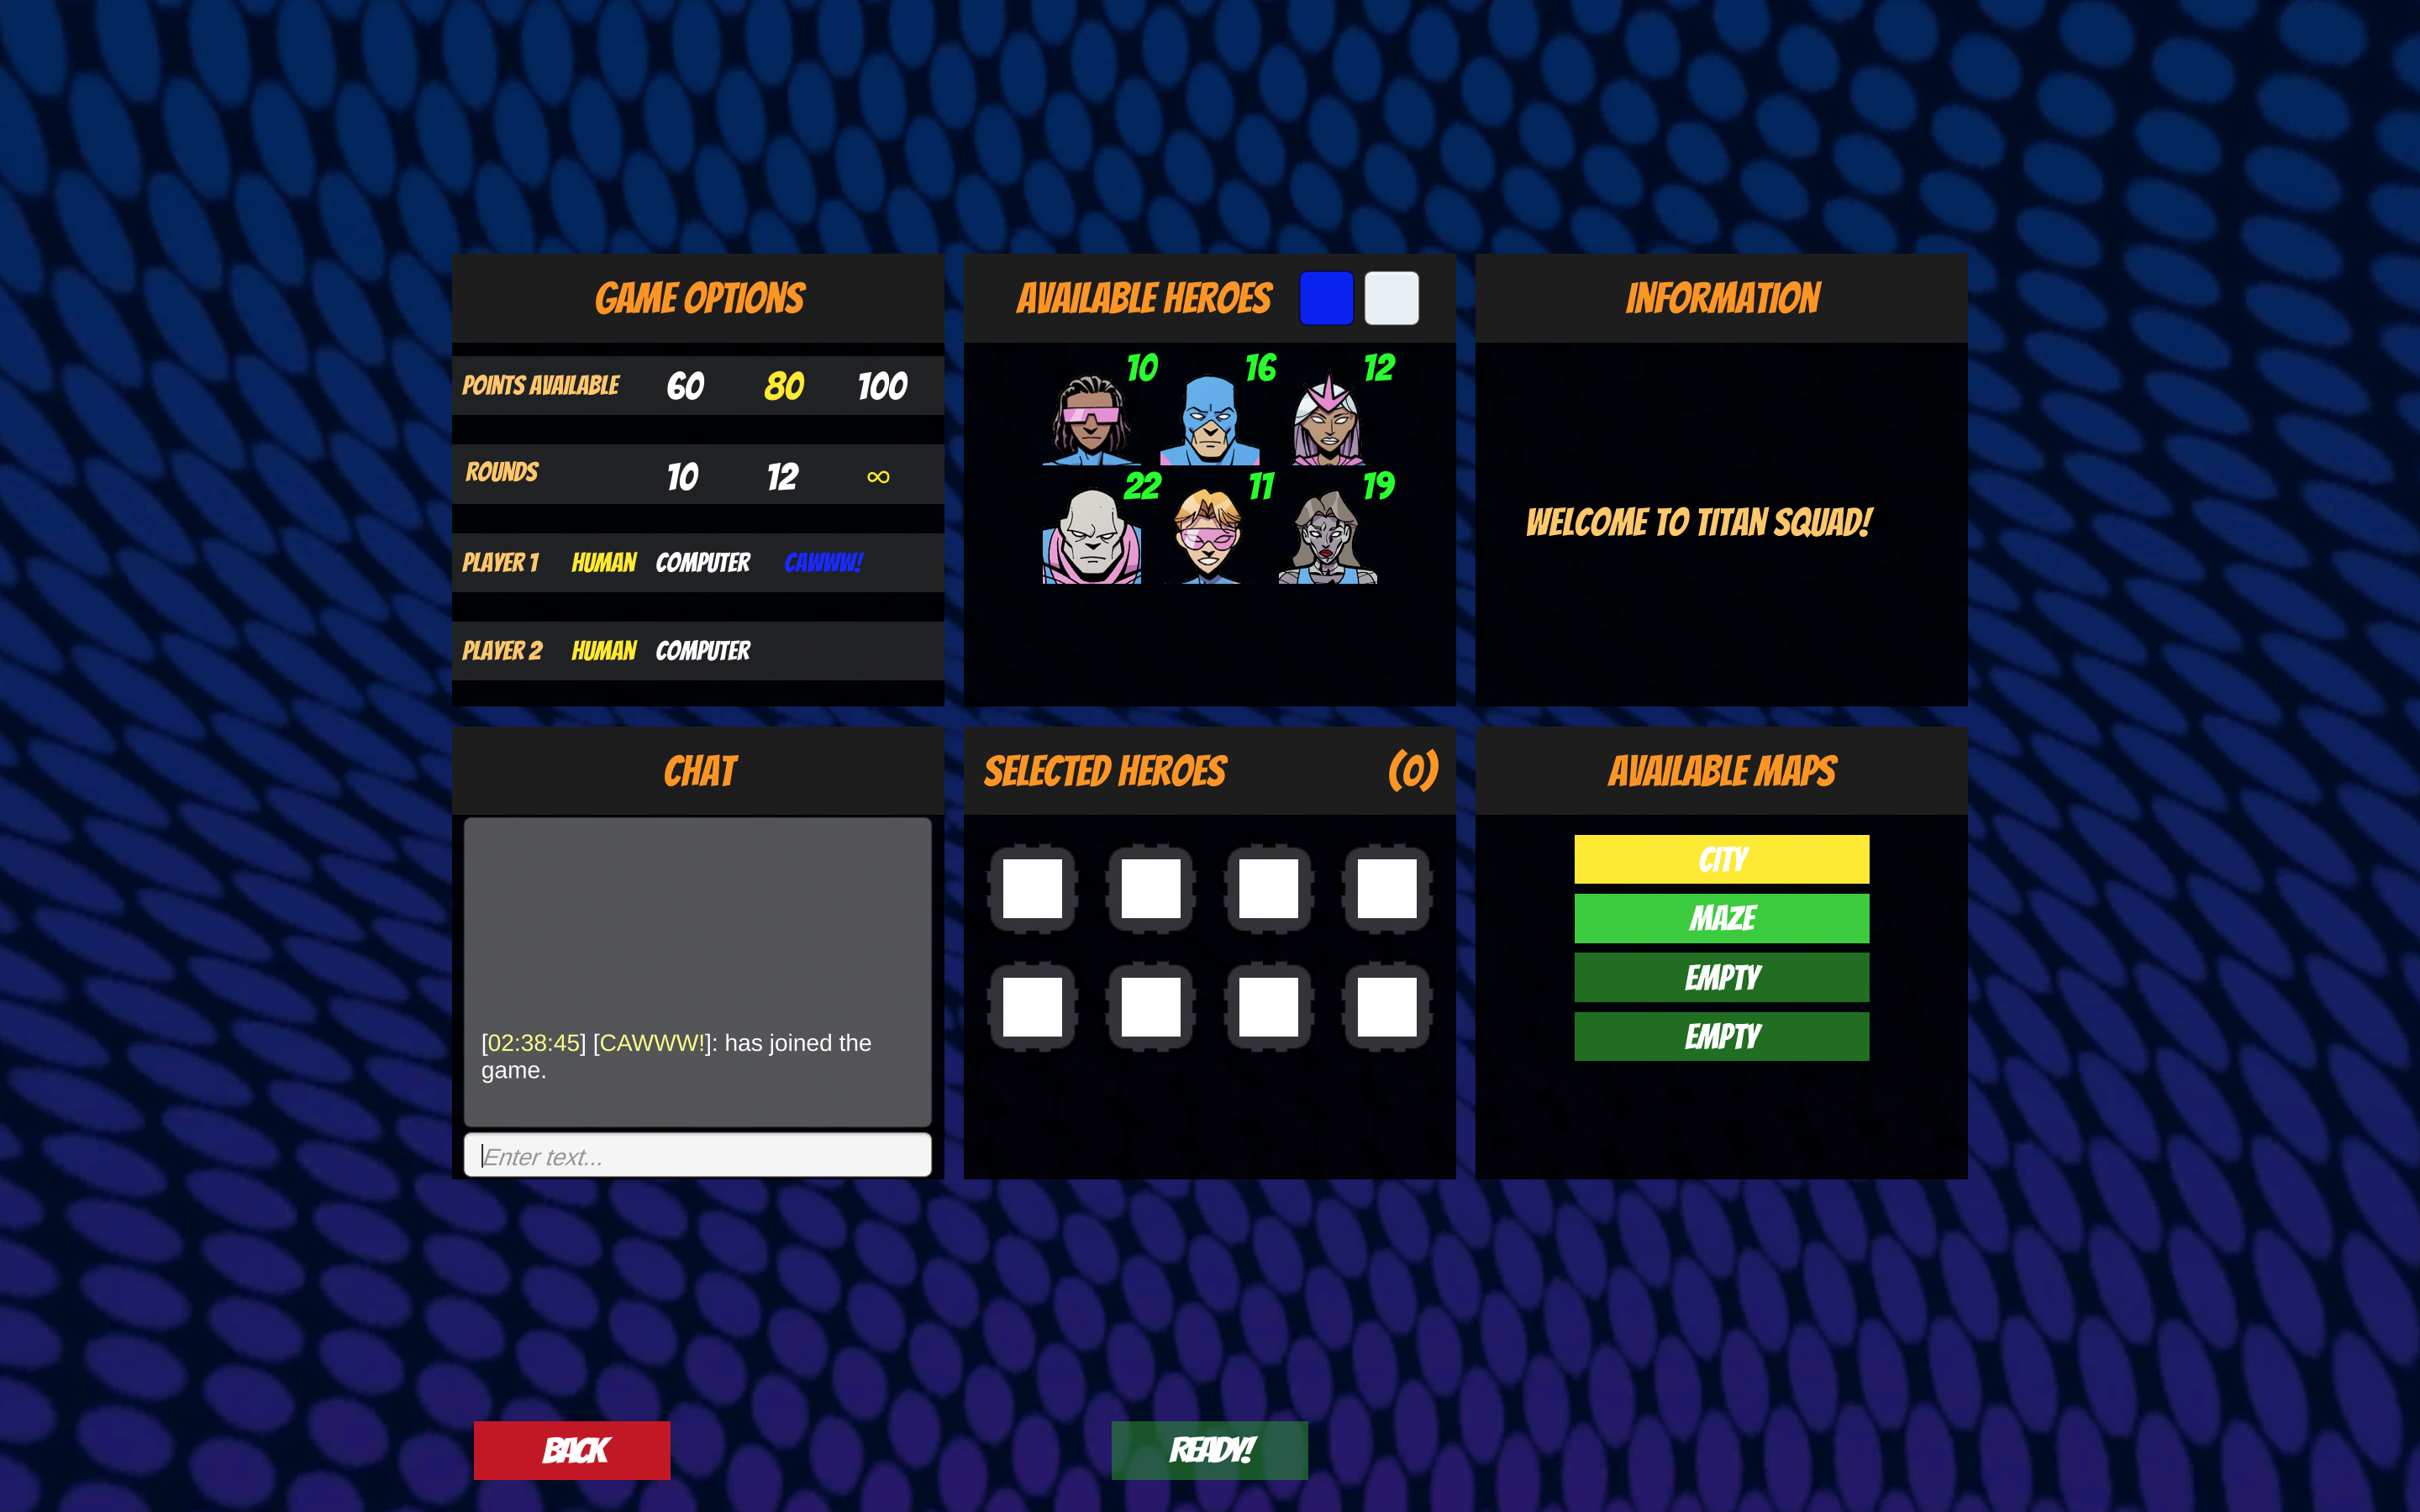 GAME OPTIONS
POINTS AVAILABLE 60 80 100
ROUNDS 10 12 ∞
PLAYER 1 HUMAN COMPUTER CAWWW!
PLAYER 2 HUMAN COMPUTER
AVAILABLE HEROES
10 16 12
22 11 19
INFORMATION
WELCOME TO TITAN SQUAD!
CHAT
[02:38:45] [CAWWW!]: has joined the
game.
Enter text...
SELECTED HEROES (0)
AVAILABLE MAPS
CITY
MAZE
EMPTY
EMPTY
BACK
READY!